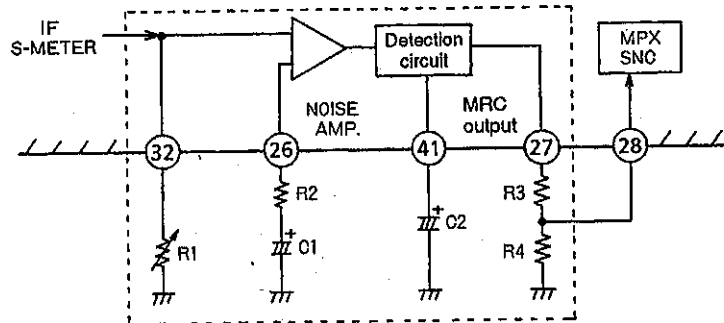 IF
S-METER
Detection
circuit
MPX
SNC
NOISE
AMP.
MRC
output
32
26
41
27
28
R1
R2
C1
C2
R3
R4
+
+